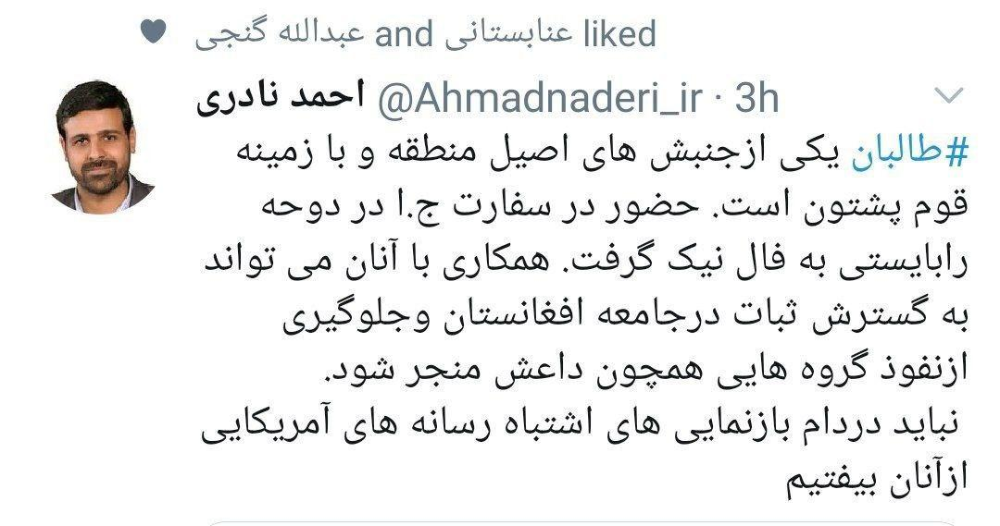 عبدالله گنجی and عنابستانی liked
احمد نادری @Ahmadnaderi_ir · 3h
#طالبان یکی ازجنبش های اصیل منطقه و با زمینه
قوم پشتون است. حضور در سفارت ج.ا در دوحه
رابایستی به فال نیک گرفت. همکاری با آنان می تواند
به گسترش ثبات درجامعه افغانستان وجلوگیری
ازنفوذ گروه هایی همچون داعش منجر شود.
نباید دردام بازنمایی های اشتباه رسانه های آمریکایی
ازآنان بیفتیم